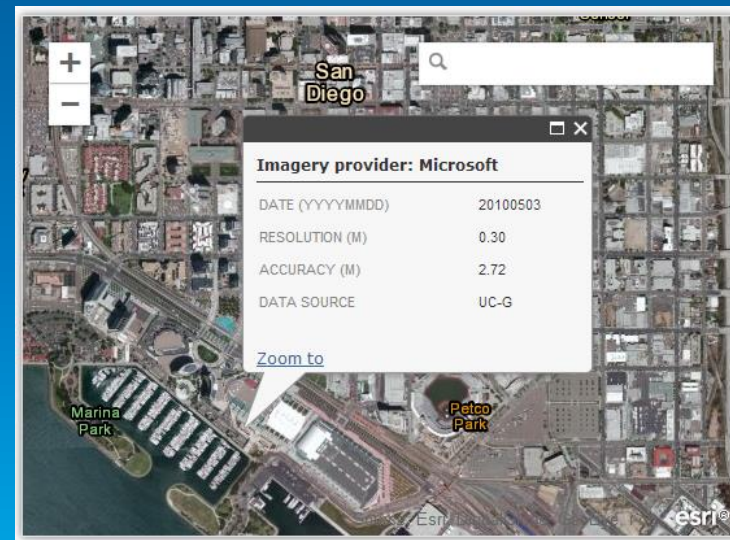 +
San
Diego
−
Imagery provider: Microsoft
DATE (YYYYMMDD) 20100503
RESOLUTION (M) 0.30
ACCURACY (M) 2.72
DATA SOURCE UC-G
Zoom to
Marina
Park
Petco
Park
Esri
esri®